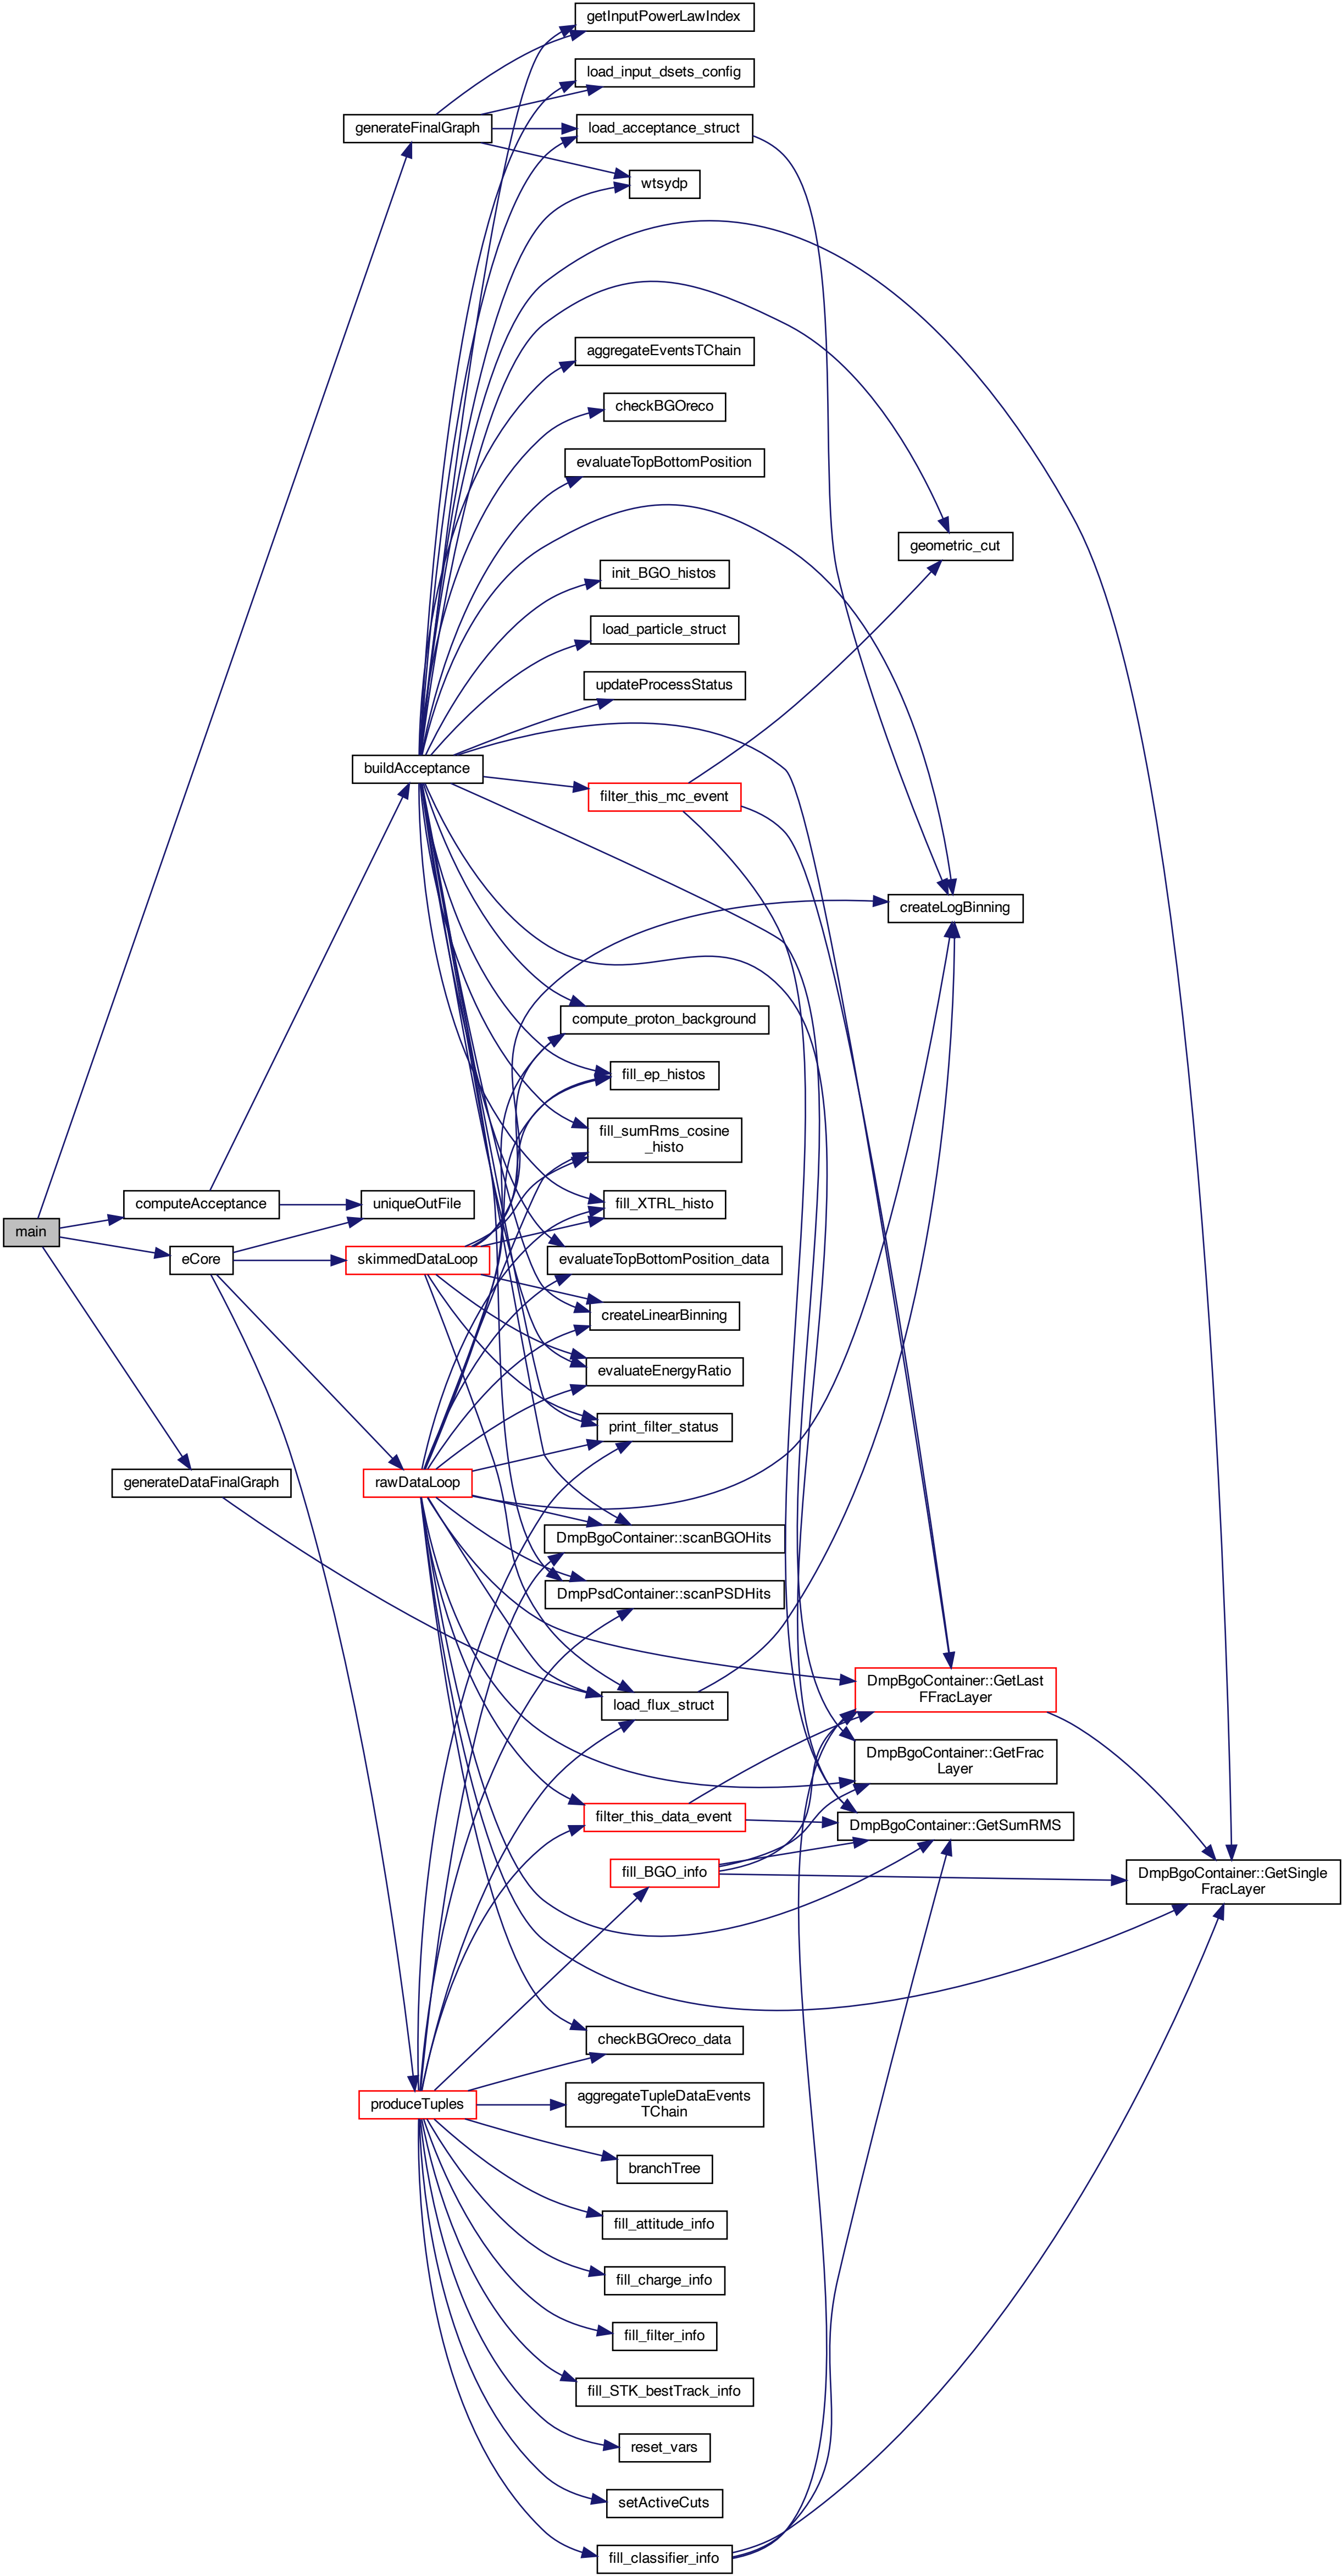 getInputPowerLawIndex
load_input_dsets_config
generateFinalGraph
load_acceptance_struct
wtsydp
aggregateEventsTChain
checkBGOreco
evaluateTopBottomPosition
geometric_cut
init_BGO_histos
load_particle_struct
updateProcessStatus
buildAcceptance
filter_this_mc_event
createLogBinning
compute_proton_background
fill_ep_histos
fill_sumRms_cosine
_histo
computeAcceptance
uniqueOutFile
fill_XTRL_histo
main
eCore
skimmedDataLoop
evaluateTopBottomPosition_data
createLinearBinning
evaluateEnergyRatio
print_filter_status
generateDataFinalGraph
rawDataLoop
DmpBgoContainer::scanBGOHits
DmpPsdContainer::scanPSDHits
DmpBgoContainer::GetLast
FFracLayer
load_flux_struct
DmpBgoContainer::GetFrac
Layer
filter_this_data_event
DmpBgoContainer::GetSumRMS
fill_BGO_info
DmpBgoContainer::GetSingle
FracLayer
checkBGOreco_data
produceTuples
aggregateTupleDataEvents
TChain
branchTree
fill_attitude_info
fill_charge_info
fill_filter_info
fill_STK_bestTrack_info
reset_vars
setActiveCuts
fill_classifier_info